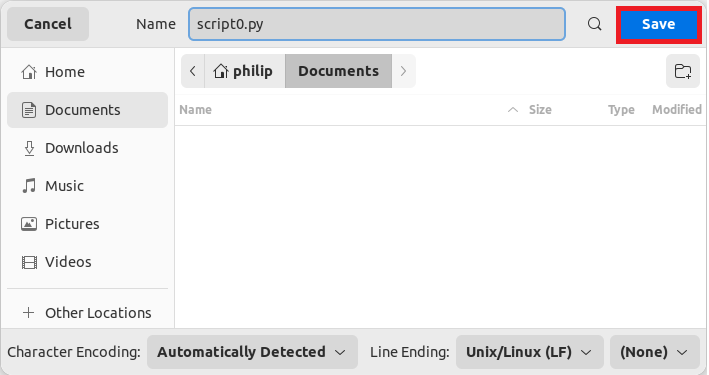 Cancel Name script0.py Save
Home philip Documents
Documents Name Size Type Modified
Downloads
Music
Pictures
Videos
Other Locations
Character Encoding: Automatically Detected Line Ending: Unix/Linux (LF) (None)